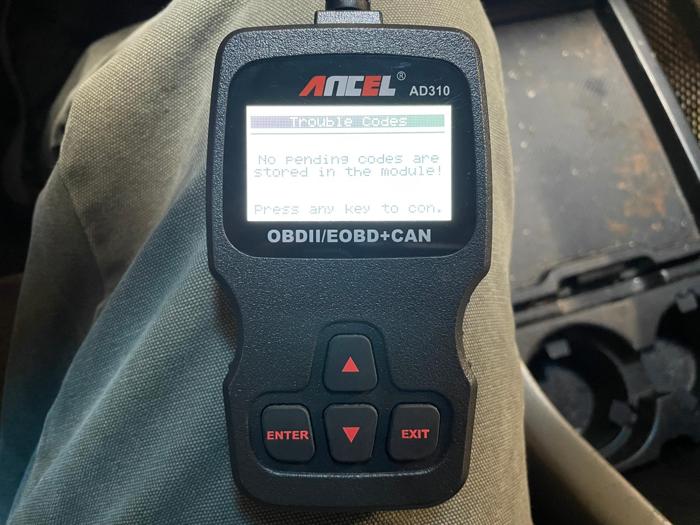 ANCEL® AD310
Trouble Codes
No pending codes are
stored in the module!
Press any key to con.
OBDII/EOBD+CAN
ENTER
EXIT